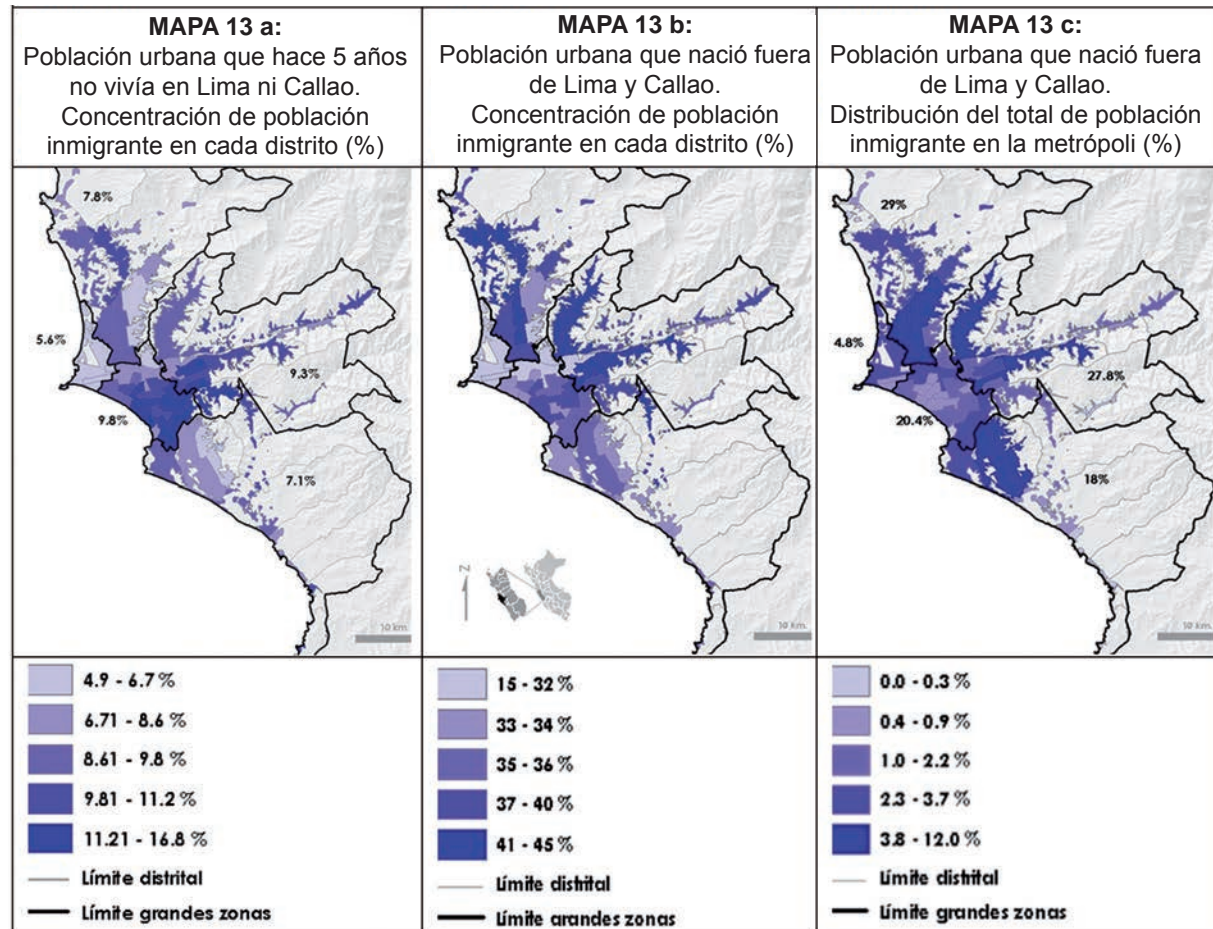 MAPA 13 a:
Población urbana que hace 5 años
no vivía en Lima ni Callao.
Concentración de población
inmigrante en cada distrito (%)
MAPA 13 b:
Población urbana que nació fuera
de Lima y Callao.
Concentración de población
inmigrante en cada distrito (%)
MAPA 13 c:
Población urbana que nació fuera
de Lima y Callao.
Distribución del total de población
inmigrante en la metrópoli (%)
7.8%
5.6%
9.3%
9.8%
7.1%
10 km.
N
10 km.
29%
4.8%
27.8%
20.4%
18%
10 km.
4.9 - 6.7 %
6.71 - 8.6 %
8.61 - 9.8 %
9.81 - 11.2 %
11.21 - 16.8 %
Límite distrital
Límite grandes zonas
15 - 32 %
33 - 34 %
35 - 36 %
37 - 40 %
41 - 45 %
Límite distrital
Límite grandes zonas
0.0 - 0.3 %
0.4 - 0.9 %
1.0 - 2.2 %
2.3 - 3.7 %
3.8 - 12.0 %
Límite distrital
Límite grandes zonas